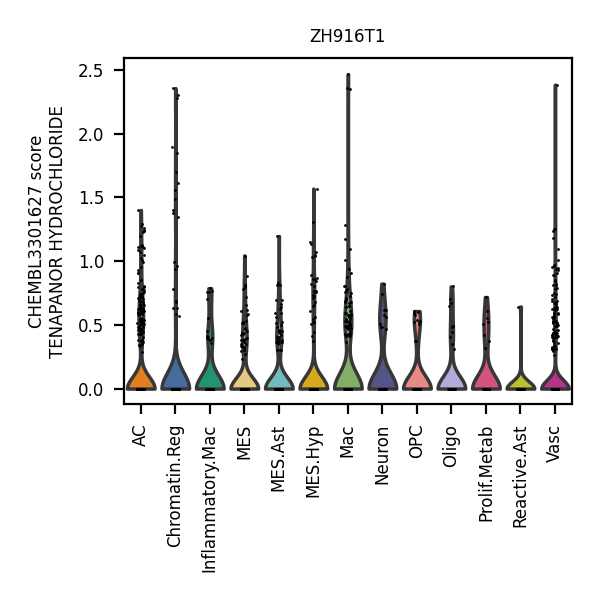 ZH916T1
CHEMBL3301627 score
TENAPANOR HYDROCHLORIDE
2.5
2.0
1.5
1.0
0.5
0.0
AC
Chromatin.Reg
Inflammatory.Mac
MES
MES.Ast
MES.Hyp
Mac
Neuron
OPC
Oligo
Prolif.Metab
Reactive.Ast
Vasc